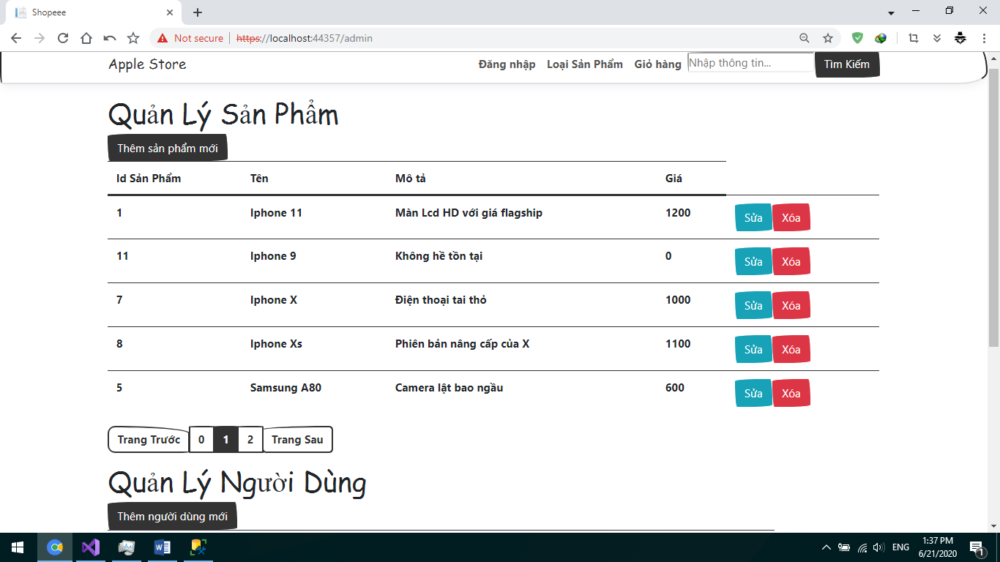 Shopeee
Not secure https://localhost:44357/admin
Apple Store Đăng nhập Loại Sản Phẩm Giỏ hàng Nhập thông tin... Tìm Kiếm
Quản Lý Sản Phẩm
Thêm sản phẩm mới
Id Sản Phẩm Tên Mô tả Giá
1 Iphone 11 Màn Lcd HD với giá flagship 1200 Sửa Xóa
11 Iphone 9 Không hề tồn tại 0 Sửa Xóa
7 Iphone X Điện thoại tai thỏ 1000 Sửa Xóa
8 Iphone Xs Phiên bản nâng cấp của X 1100 Sửa Xóa
5 Samsung A80 Camera lật bao ngầu 600 Sửa Xóa
Trang Trước 0 1 2 Trang Sau
Quản Lý Người Dùng
Thêm người dùng mới
ENG 1:37 PM
6/21/2020 1